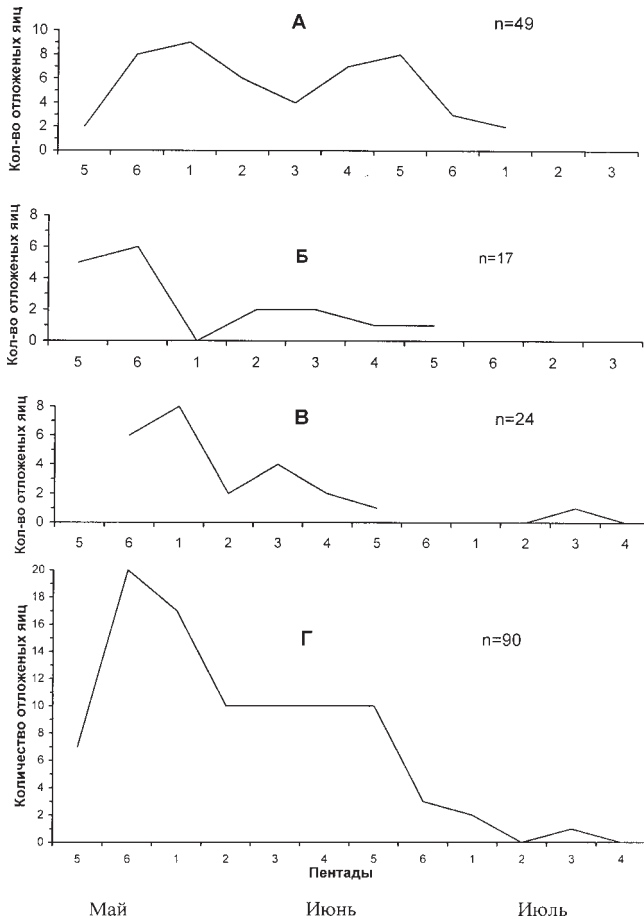 А n=49
Кол-во отложеных яиц
10
8
6
4
2
0
5 6 1 2 3 4 5 6 1 2 3
Б n=17
Кол-во отложеных яиц
8
6
4
2
0
5 6 1 2 3 4 5 6 1 2 3
В n=24
Кол-во отложеных яиц
8
6
4
2
0
5 6 1 2 3 4 5 6 1 2 3 4
Г n=90
Количество отложеных яиц
20
18
16
14
12
10
8
6
4
2
0
5 6 1 2 3 4 5 6 1 2 3 4
Пентады
Май Июнь Июль